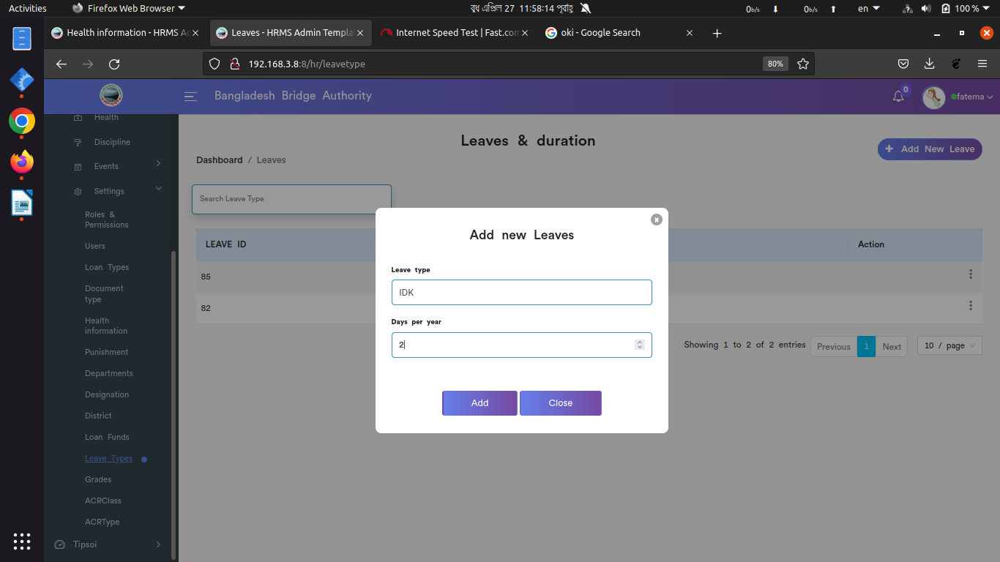 Activities
Firefox Web Browser
বুধ এপ্রিল 27 11:58:14 পূর্বাহ্ণ
0b/s
0b/s
en
100 %
Health information - HRMS Ac
Leaves - HRMS Admin Templa
Internet Speed Test | Fast.com
oki - Google Search
192.168.3.8:8/hr/leavetype
80%
Bangladesh Bridge Authority
0
fatema
Health
Discipline
Events
Settings
Roles &
Permissions
Users
Loan Types
Document
type
Health
information
Punishment
Departments
Designation
District
Loan Funds
Leave Types
Grades
ACRClass
ACRType
Tipsoi
Leaves & duration
Dashboard / Leaves
Add New Leave
Search Leave Type
LEAVE ID
Action
85
82
Showing 1 to 2 of 2 entries
Previous
1
Next
10 / page
Add new Leaves
Leave type
IDK
Days per year
2
Add
Close